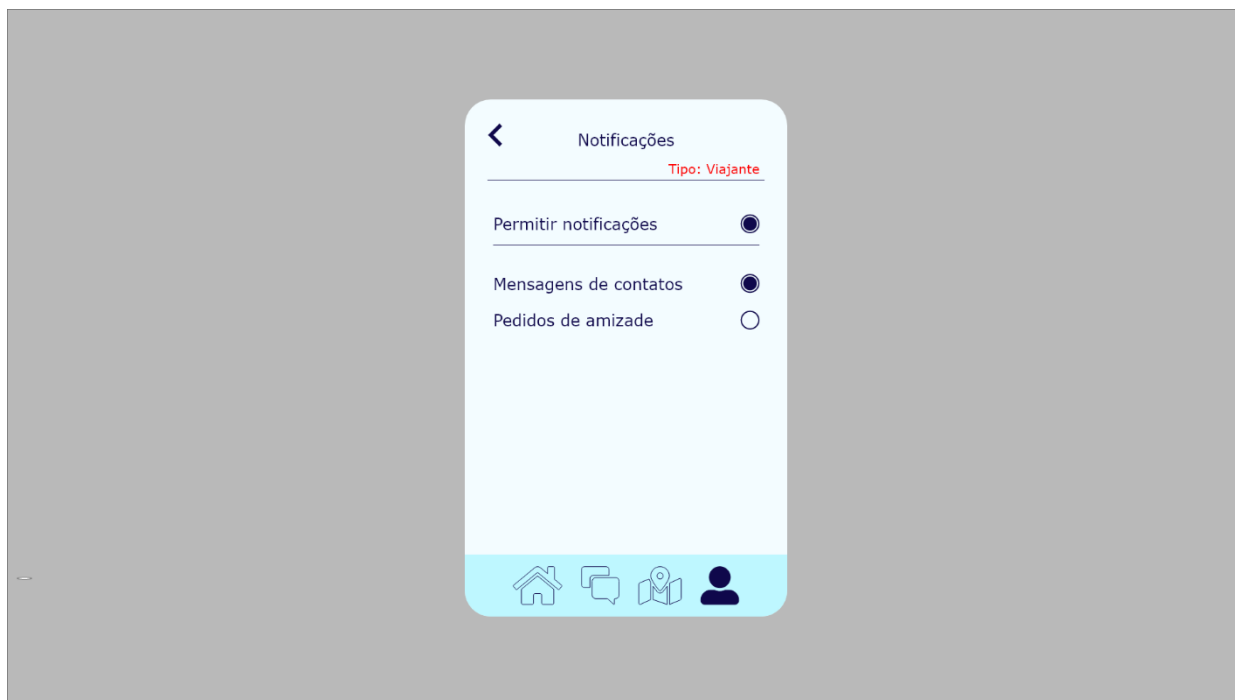 Notificações
Tipo: Viajante
Permitir notificações
Mensagens de contatos
Pedidos de amizade